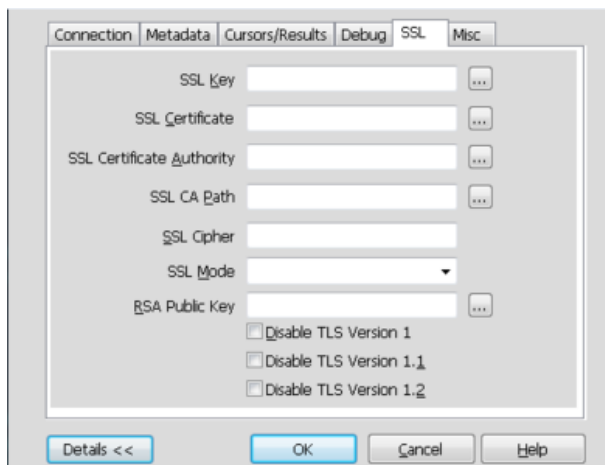 Connection Metadata Cursors/Results Debug SSL Misc
SSL Key ...
SSL Certificate ...
SSL Certificate Authority ...
SSL CA Path ...
SSL Cipher
SSL Mode
RSA Public Key ...
Disable TLS Version 1
Disable TLS Version 1.1
Disable TLS Version 1.2
Details << OK Cancel Help